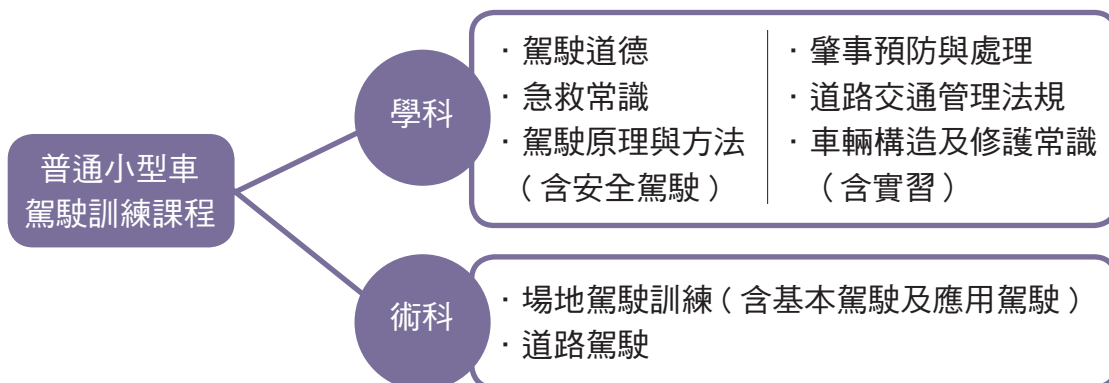 普通小型車
駕駛訓練課程
學科
・駕駛道德
・急救常識
・駕駛原理與方法
（含安全駕駛）
・肇事預防與處理
・道路交通管理法規
・車輛構造及修護常識
（含實習）
術科
・場地駕駛訓練（含基本駕駛及應用駕駛）
・道路駕駛